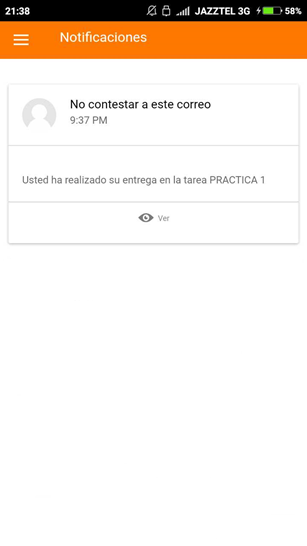 21:38 JAZZTEL 3G 58%
Notificaciones
No contestar a este correo
9:37 PM
Usted ha realizado su entrega en la tarea PRACTICA 1
Ver